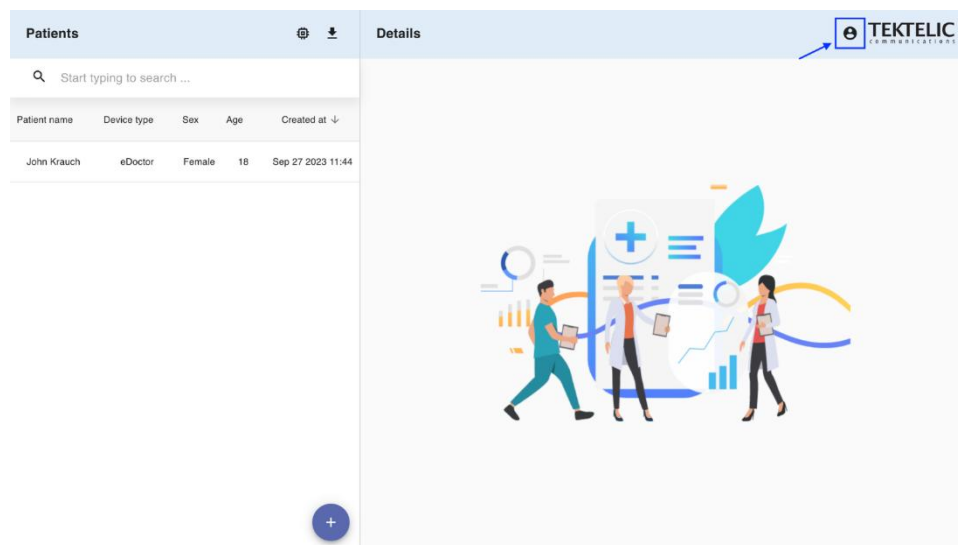 Patients
Details
TEKTELIC
communications
Start typing to search ...
Patient name Device type Sex Age Created at ↓
John Krauch eDoctor Female 18 Sep 27 2023 11:44
+